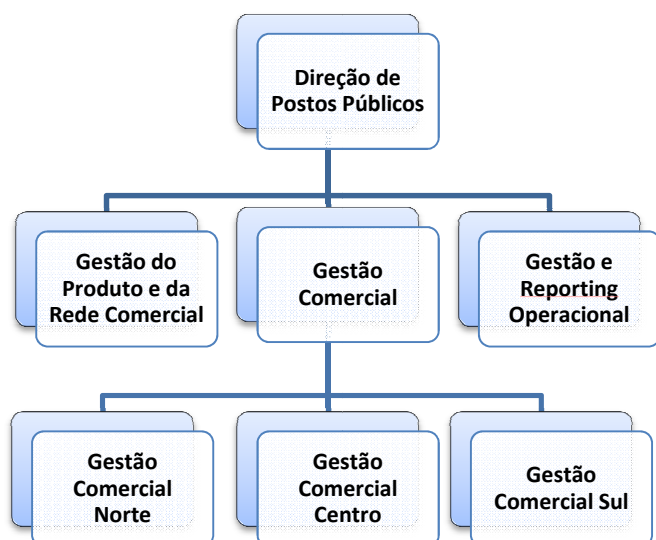 Direção de
Postos Públicos
Gestão do
Produto e da
Rede Comercial
Gestão
Comercial
Gestão e
Reporting
Operacional
Gestão
Comercial
Norte
Gestão
Comercial
Centro
Gestão
Comercial Sul